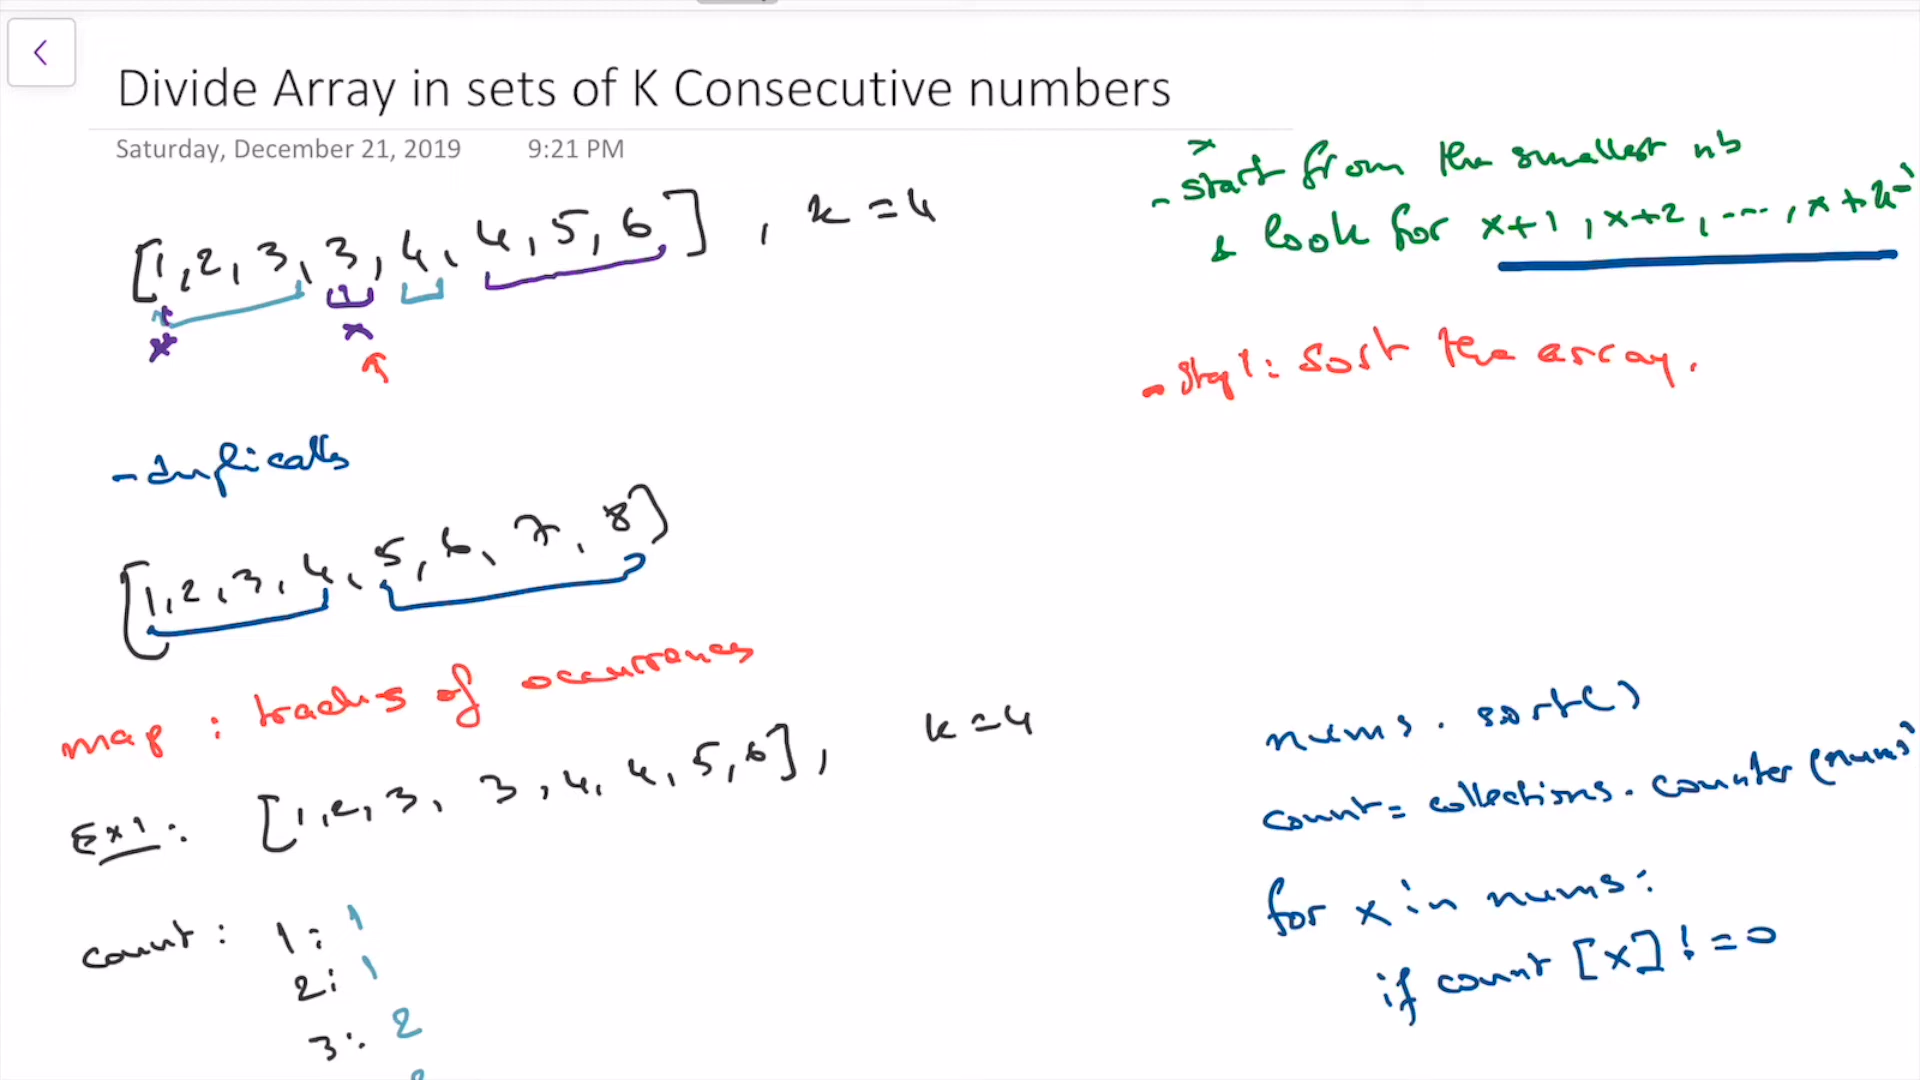 Divide Array in sets of K Consecutive numbers
Saturday, December 21, 2019 9:21 PM
[1, 2, 3, 3, 4, 4, 5, 6] , k = 4
x
- start from the smallest nb
& look for x+1, x+2, ..., x+k-1
- Step 1: Sort the array.
- duplicates
[1, 2, 3, 4, 5, 6, 7, 8]
map : tracks of occurrences
Ex1: [1, 2, 3, 3, 4, 4, 5, 6], k = 4
count : 1 : 1
2 : 1
3 : 2
nums . sort()
count = collections . counter (nums)
for x in nums :
if count [x] ! = 0